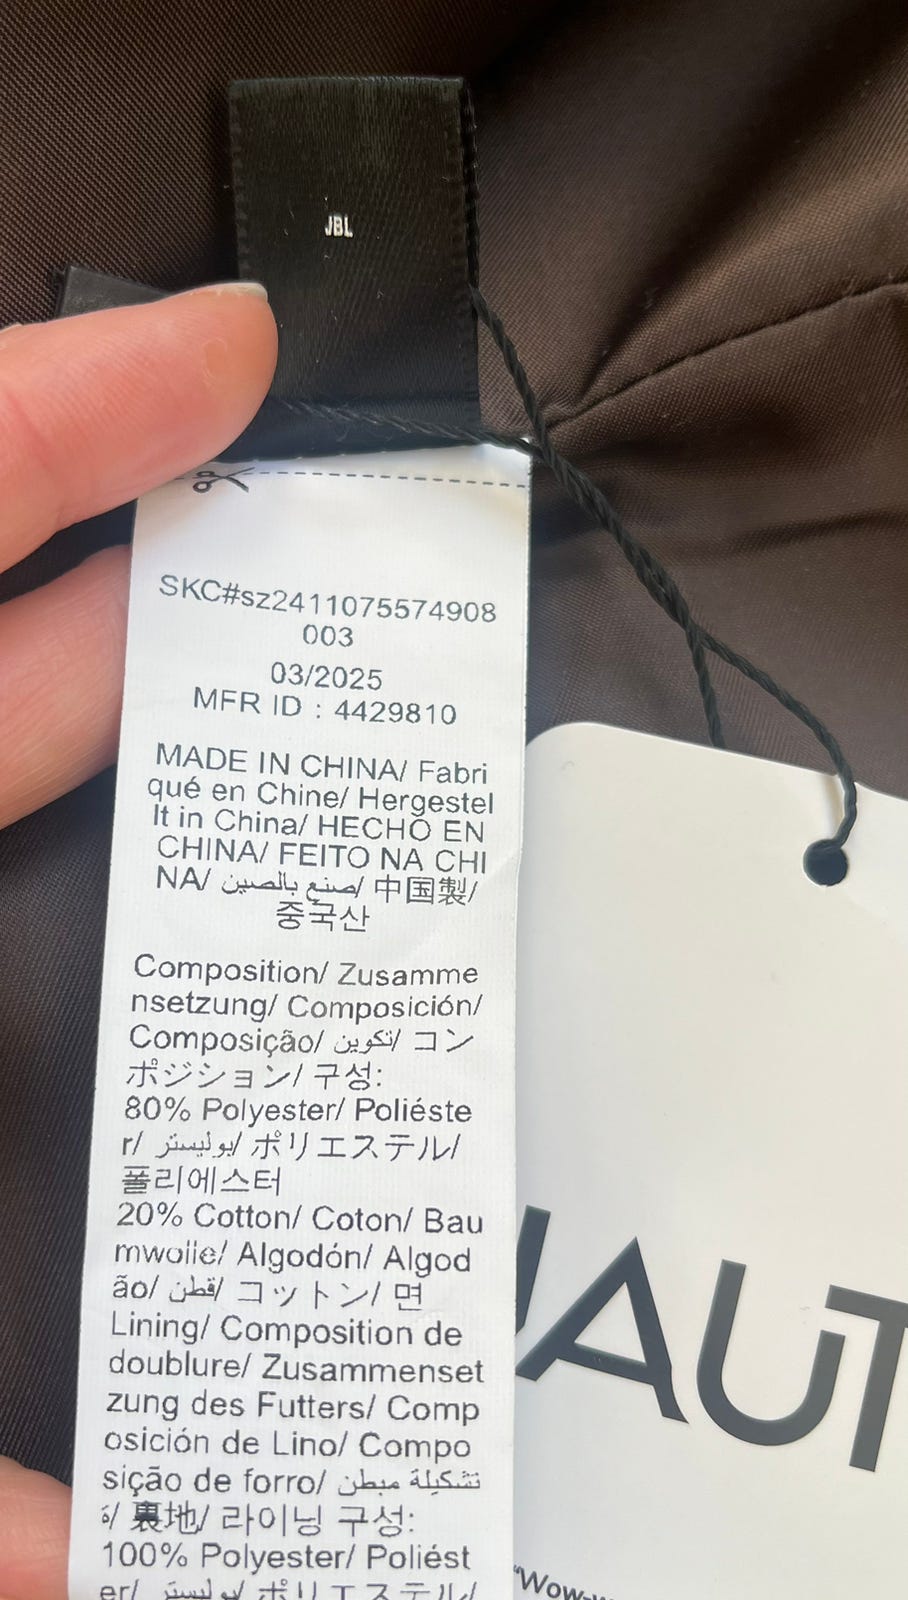 JBL
SKC#sz2411075574908
003
03/2025
MFR ID : 4429810
MADE IN CHINA/ Fabri
qué en Chine/ Hergestel
lt in China/ HECHO EN
CHINA/ FEITO NA CHI
NA/ صنع بالصين/ 中国製/
중국산
Composition/ Zusamme
nsetzung/ Composición/
Composição/ تكوين/ コン
ポジション/ 구성:
80% Polyester/ Poliéste
r/ بوليستر/ ポリエステル/
폴리에스터
20% Cotton/ Coton/ Bau
mwolle/ Algodón/ Algod
ão/ قطن/ コットン/ 면
Lining/ Composition de
doublure/ Zusammenset
zung des Futters/ Comp
osición de Lino/ Compo
sição de forro/ تشكيلة مبطن
ة/ 裏地/ 라이닝 구성:
100% Polyester/ Poliést
er/ بوليستر/ ポリエステル/
AUT
"Wow-w